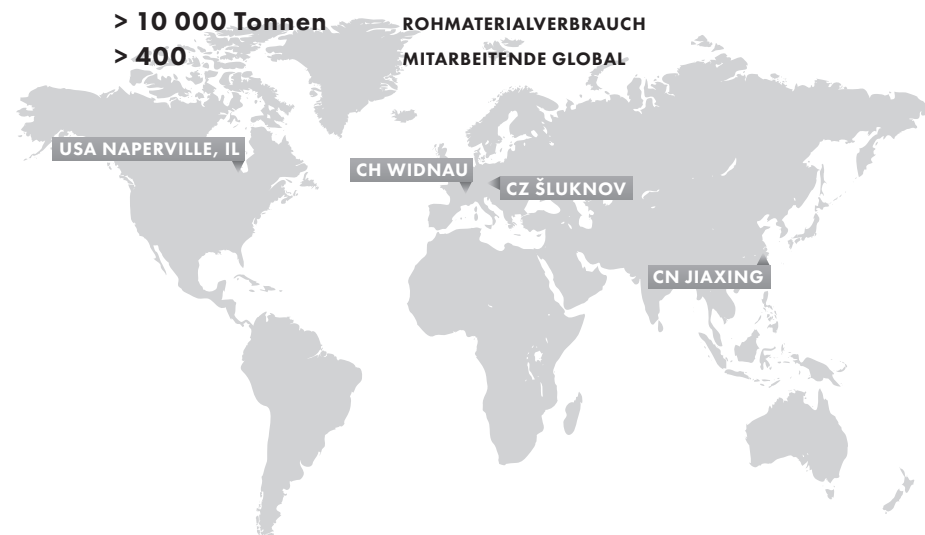 > 10 000 Tonnen ROHMATERIALVERBRAUCH
> 400 MITARBEITENDE GLOBAL
USA NAPERVILLE, IL
CH WIDNAU
CZ ŠLUKNOV
CN JIAXING